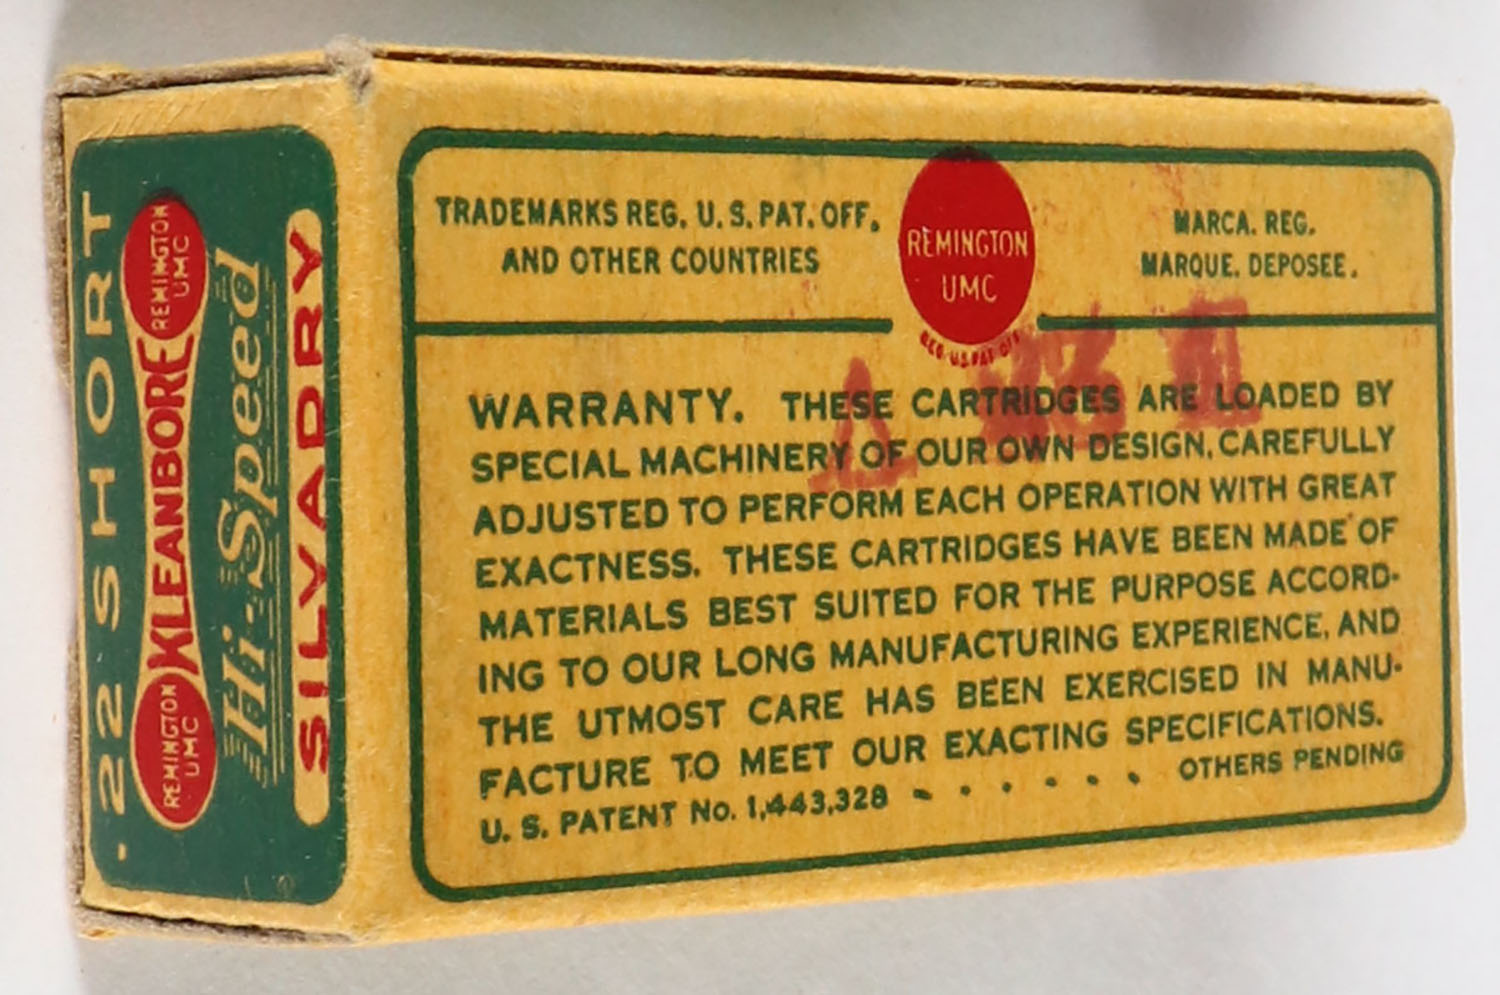 .22 SHORT
REMINGTON
UMC
KLEANBORE
REMINGTON
UMC
Hi-Speed
SILVADRY
TRADEMARKS REG. U. S. PAT. OFF.
AND OTHER COUNTRIES
REMINGTON
UMC
REG. U.S. PAT. OFF.
MARCA. REG.
MARQUE. DEPOSEE.
WARRANTY. THESE CARTRIDGES ARE LOADED BY
SPECIAL MACHINERY OF OUR OWN DESIGN, CAREFULLY
ADJUSTED TO PERFORM EACH OPERATION WITH GREAT
EXACTNESS. THESE CARTRIDGES HAVE BEEN MADE OF
MATERIALS BEST SUITED FOR THE PURPOSE ACCORD-
ING TO OUR LONG MANUFACTURING EXPERIENCE, AND
THE UTMOST CARE HAS BEEN EXERCISED IN MANU-
FACTURE TO MEET OUR EXACTING SPECIFICATIONS.
U. S. PATENT No. 1,443,328 - . . . . . OTHERS PENDING